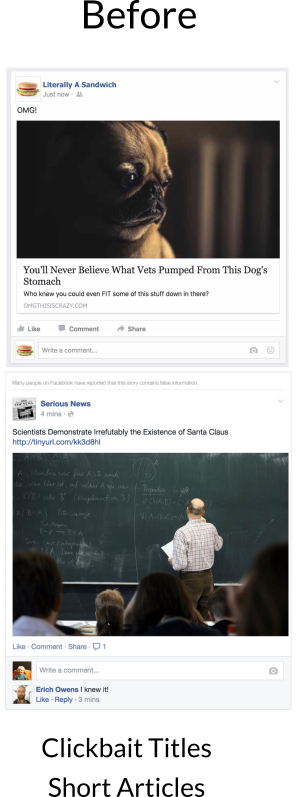 Before
Literally A Sandwich
Just now ·
OMG!
You'll Never Believe What Vets Pumped From This Dog's
Stomach
Who knew you could even FIT some of this stuff down in there?
OMGTHISISCRAZY.COM
Like Comment Share
Write a comment...
Many people on Facebook have reported that this story contains false information.
Serious News
4 mins ·
Scientists Demonstrate Irrefutably the Existence of Santa Claus
http://tinyurl.com/kk3d8hl
Like · Comment · Share · 1
Write a comment...
Erich Owens I knew it!
Like · Reply · 3 mins
Clickbait Titles
Short Articles